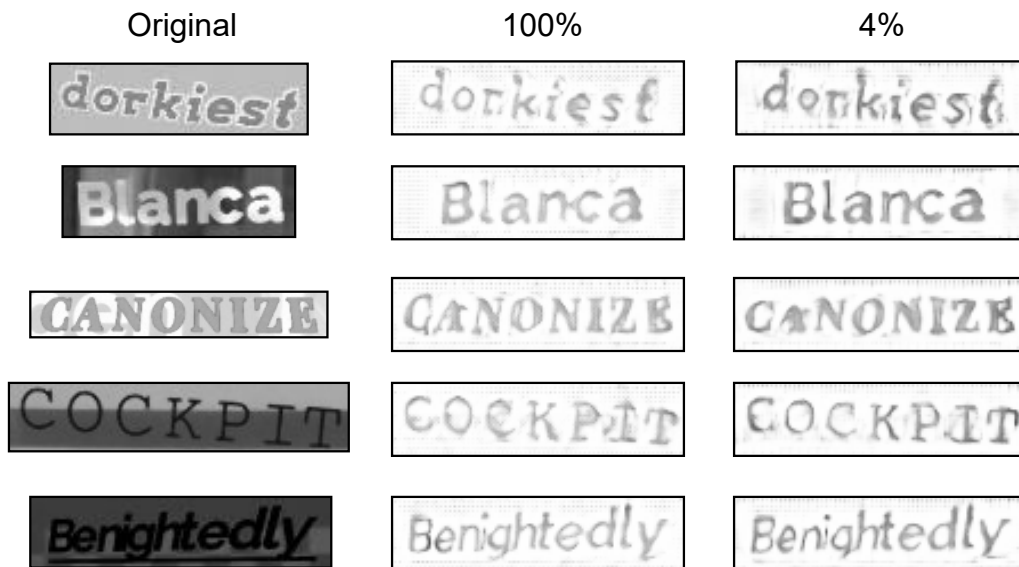 Original 100% 4%
dorkiest dorkiest dorkiest
Blanca Blanca Blanca
CANONIZE CANONIZE CANONIZE
COCKPIT COCKPIT COCKPIT
Benightedly Benightedly Benightedly